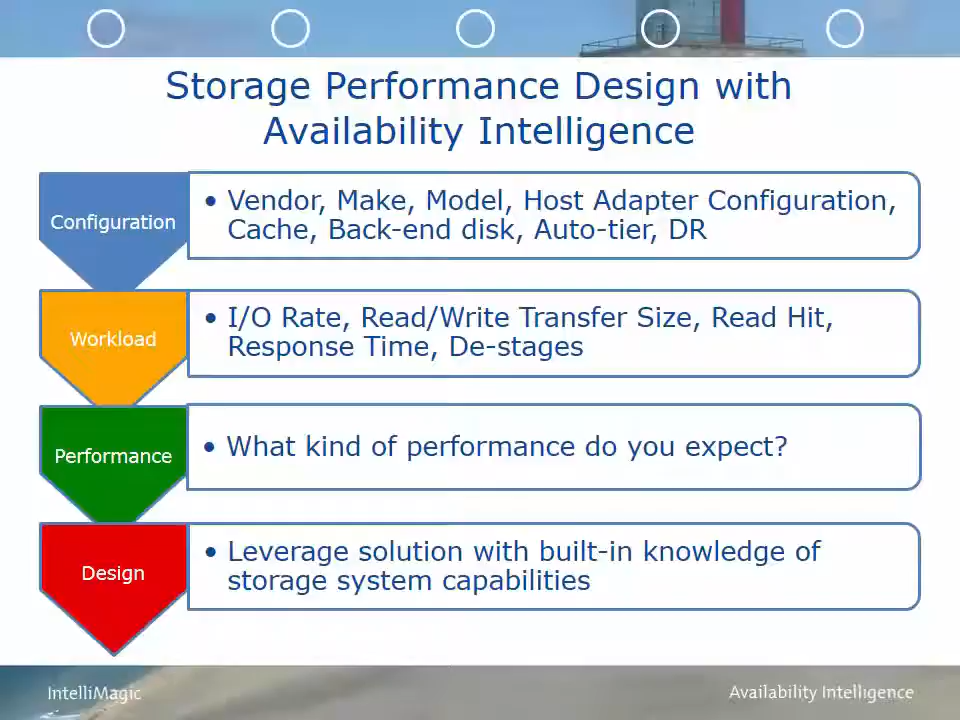 Storage Performance Design with
Availability Intelligence
Configuration
• Vendor, Make, Model, Host Adapter Configuration,
Cache, Back-end disk, Auto-tier, DR
Workload
• I/O Rate, Read/Write Transfer Size, Read Hit,
Response Time, De-stages
Performance
• What kind of performance do you expect?
Design
• Leverage solution with built-in knowledge of
storage system capabilities
IntelliMagic
Availability Intelligence